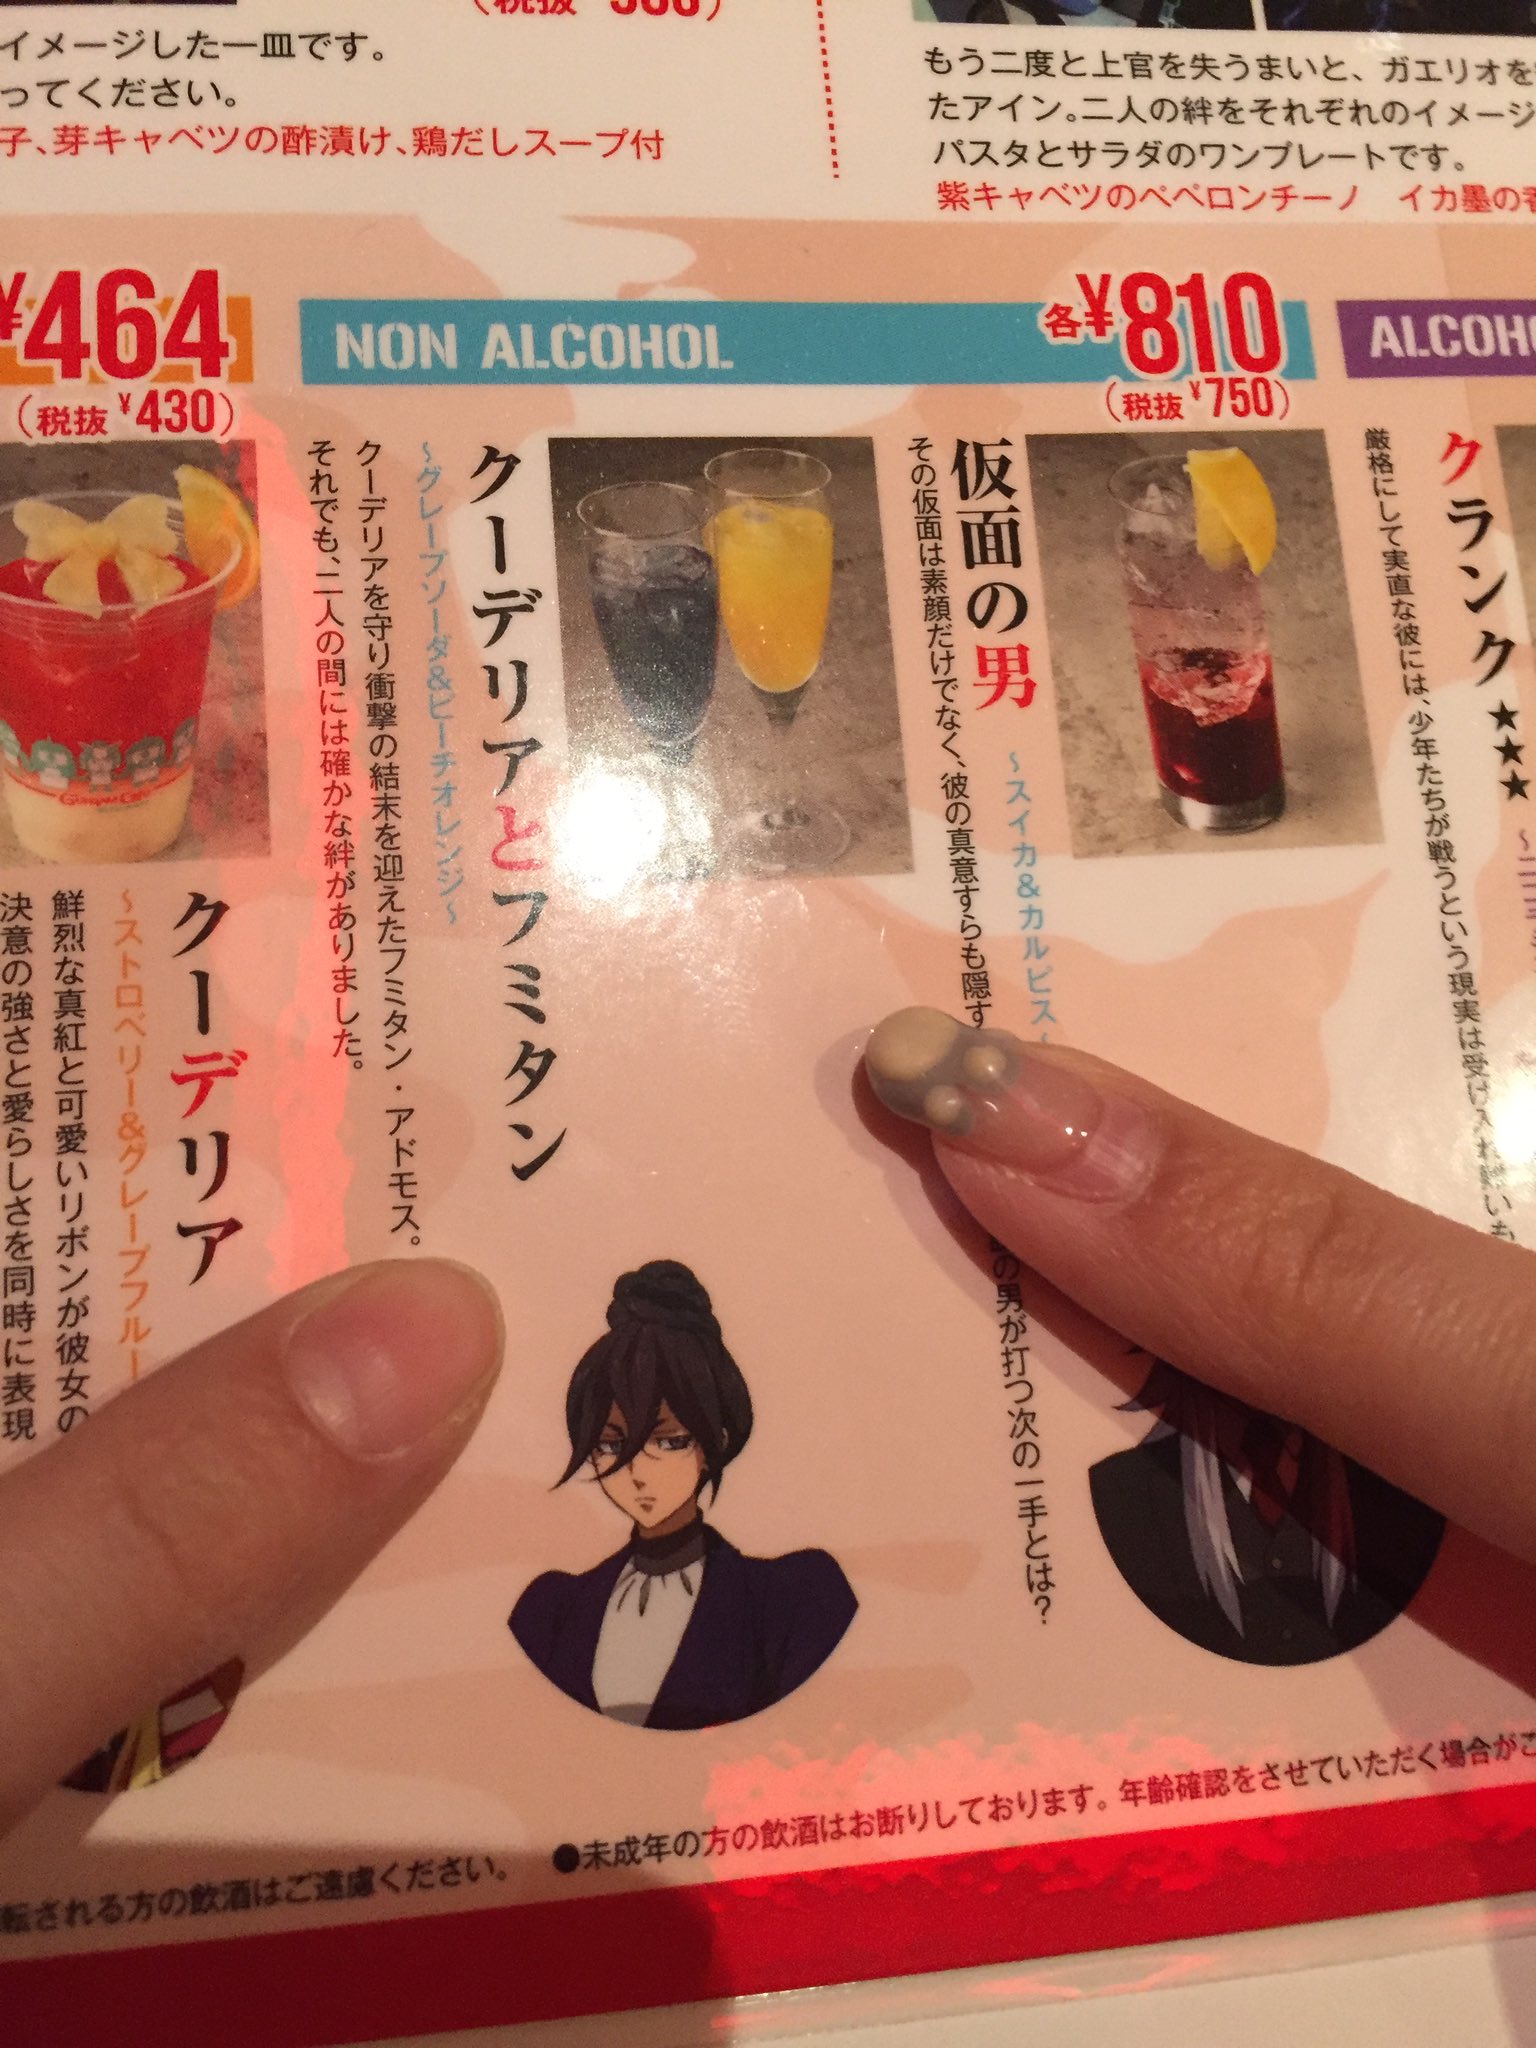 (税抜
イメージした一皿です。
ってください。
子、芽キャベツの酢漬け、鶏だしスープ付
もう二度と上官を失うまいと、ガエリオを
たアイン。二人の絆をそれぞれのイメージ
パスタとサラダのワンプレートです。
紫キャベツのペペロンチーノ イカ墨の香
¥464
(税抜 ¥430)
NON ALCOHOL
各¥810
(税抜 ¥750)
クランク★★★
厳格にして実直な彼には、少年たちが戦うという現実は受け入れ
仮面の男
~スイカ&カルピス~
その仮面は素顔だけでなく、彼の真意すらも隠す
の男が打つ次の一手とは?
クーデリアとフミタン
~グレープソーダ&ピーチオレンジ~
クーデリアを守り衝撃の結末を迎えたフミタン・アドモス。
それでも、二人の間には確かな絆がありました。
クーデリア
~ストロベリー&グレープフルー
鮮烈な真紅と可愛いリボンが彼女の
決意の強さと愛らしさを同時に表現
転される方の飲酒はご遠慮ください。
●未成年の方の飲酒はお断りしております。年齢確認をさせていただく場合がご